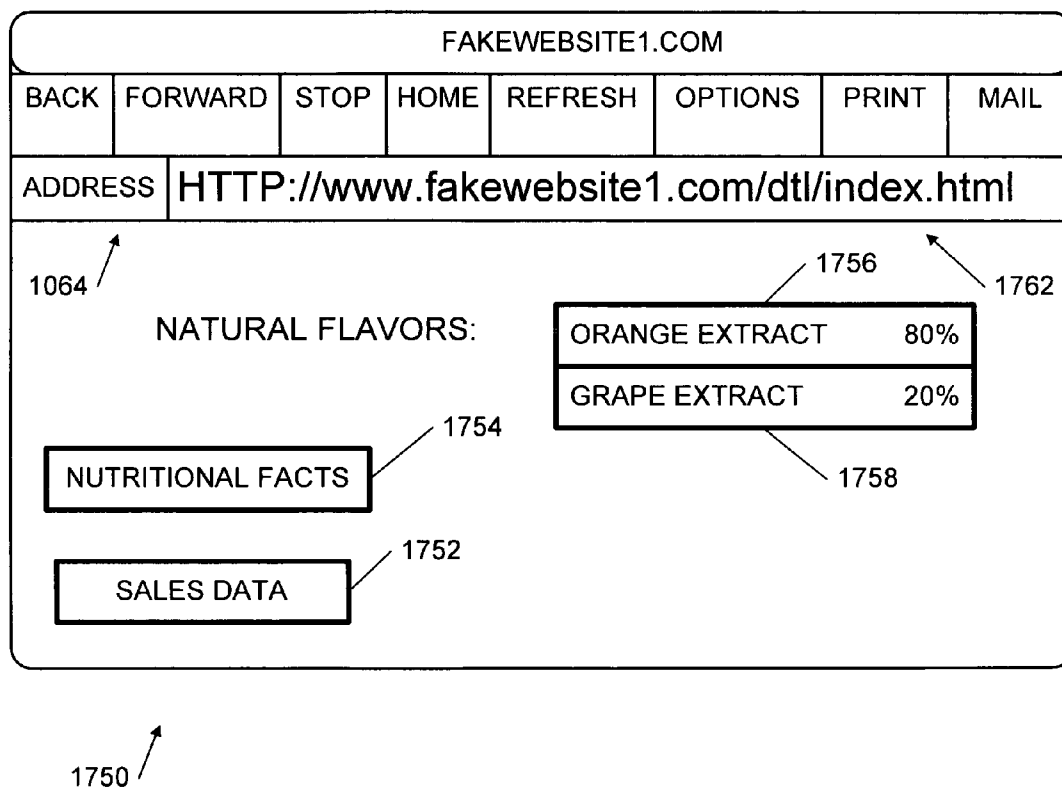 FAKEWEBSITE1.COM
BACK FORWARD STOP HOME REFRESH OPTIONS PRINT MAIL
ADDRESS HTTP://www.fakewebsite1.com/dtl/index.html
1064 1756 1762
NATURAL FLAVORS: ORANGE EXTRACT 80%
GRAPE EXTRACT 20%
1754
NUTRITIONAL FACTS 1758
1752
SALES DATA
1750